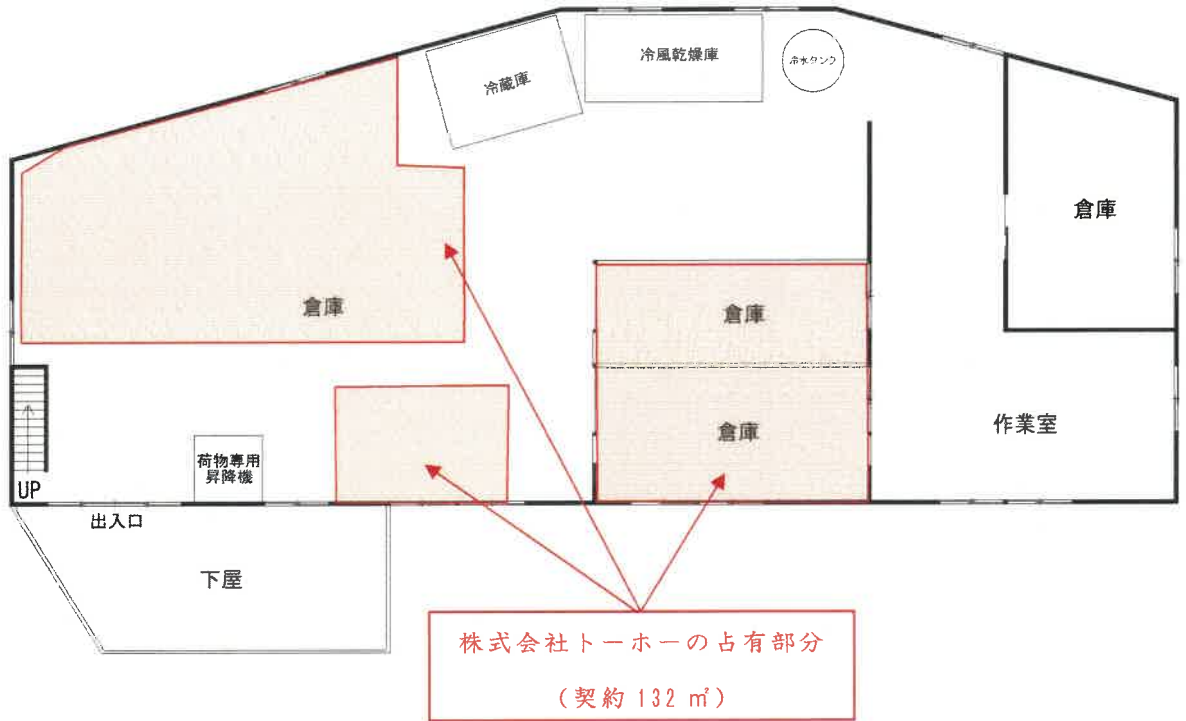 冷風乾燥庫
冷水タンク
冷蔵庫
倉庫
倉庫
倉庫
倉庫
作業室
荷物専用
昇降機
UP
出入口
下屋
株式会社トーホーの占有部分
(契約 132 ㎡)